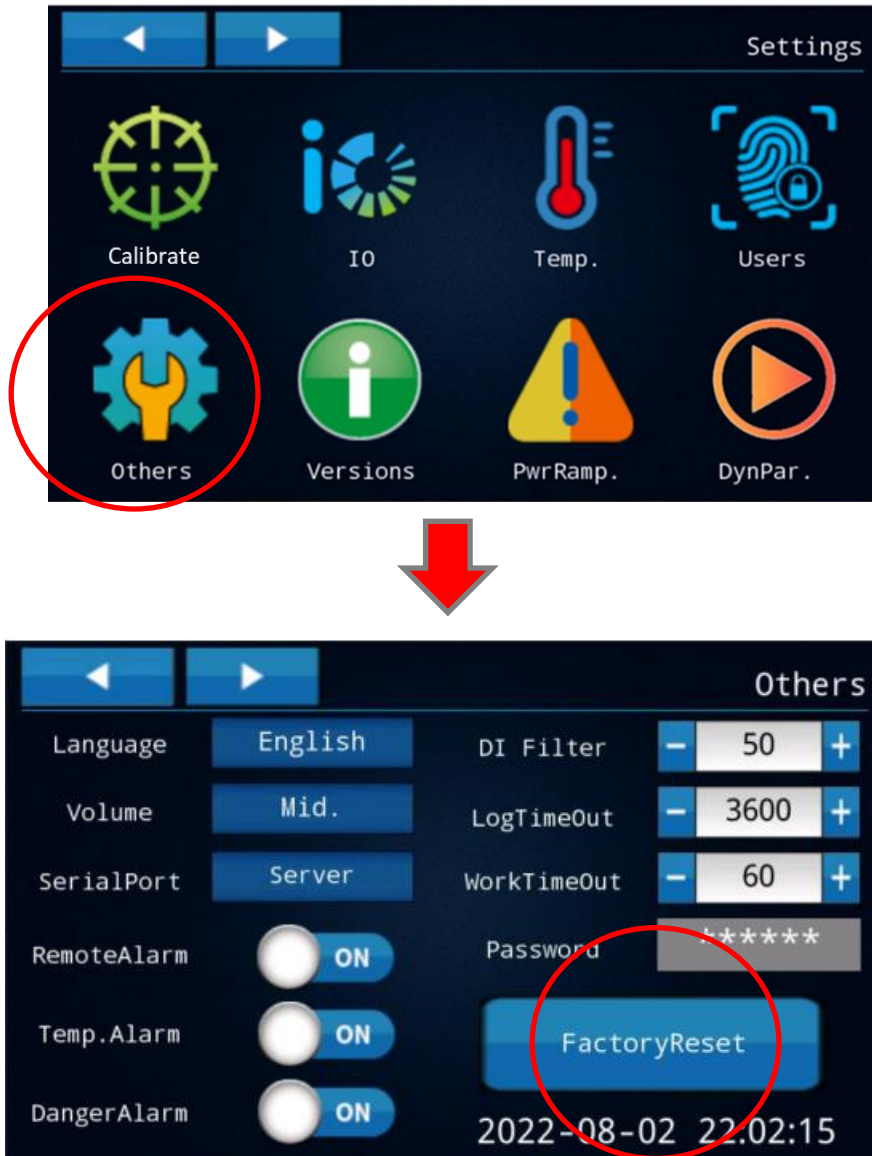 Settings
Calibrate IO Temp. Users
Others Versions PwrRamp. DynPar.
Others
Language English DI Filter - 50 +
Volume Mid. LogTimeOut - 3600 +
SerialPort Server WorkTimeOut - 60 +
RemoteAlarm ON Password ******
Temp.Alarm ON FactoryReset
DangerAlarm ON 2022-08-02 22:02:15